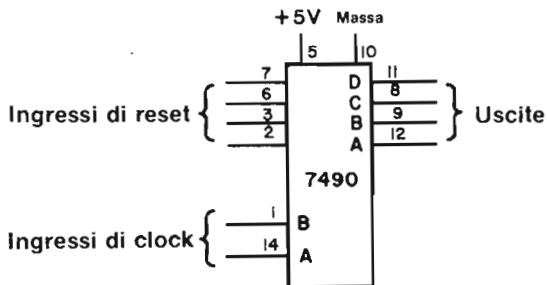 +5V Massa
5 10
7 D 11
6 C 8
Ingressi di reset 3 B 9 Uscite
2 A 12
7490
1 B
Ingressi di clock
14 A